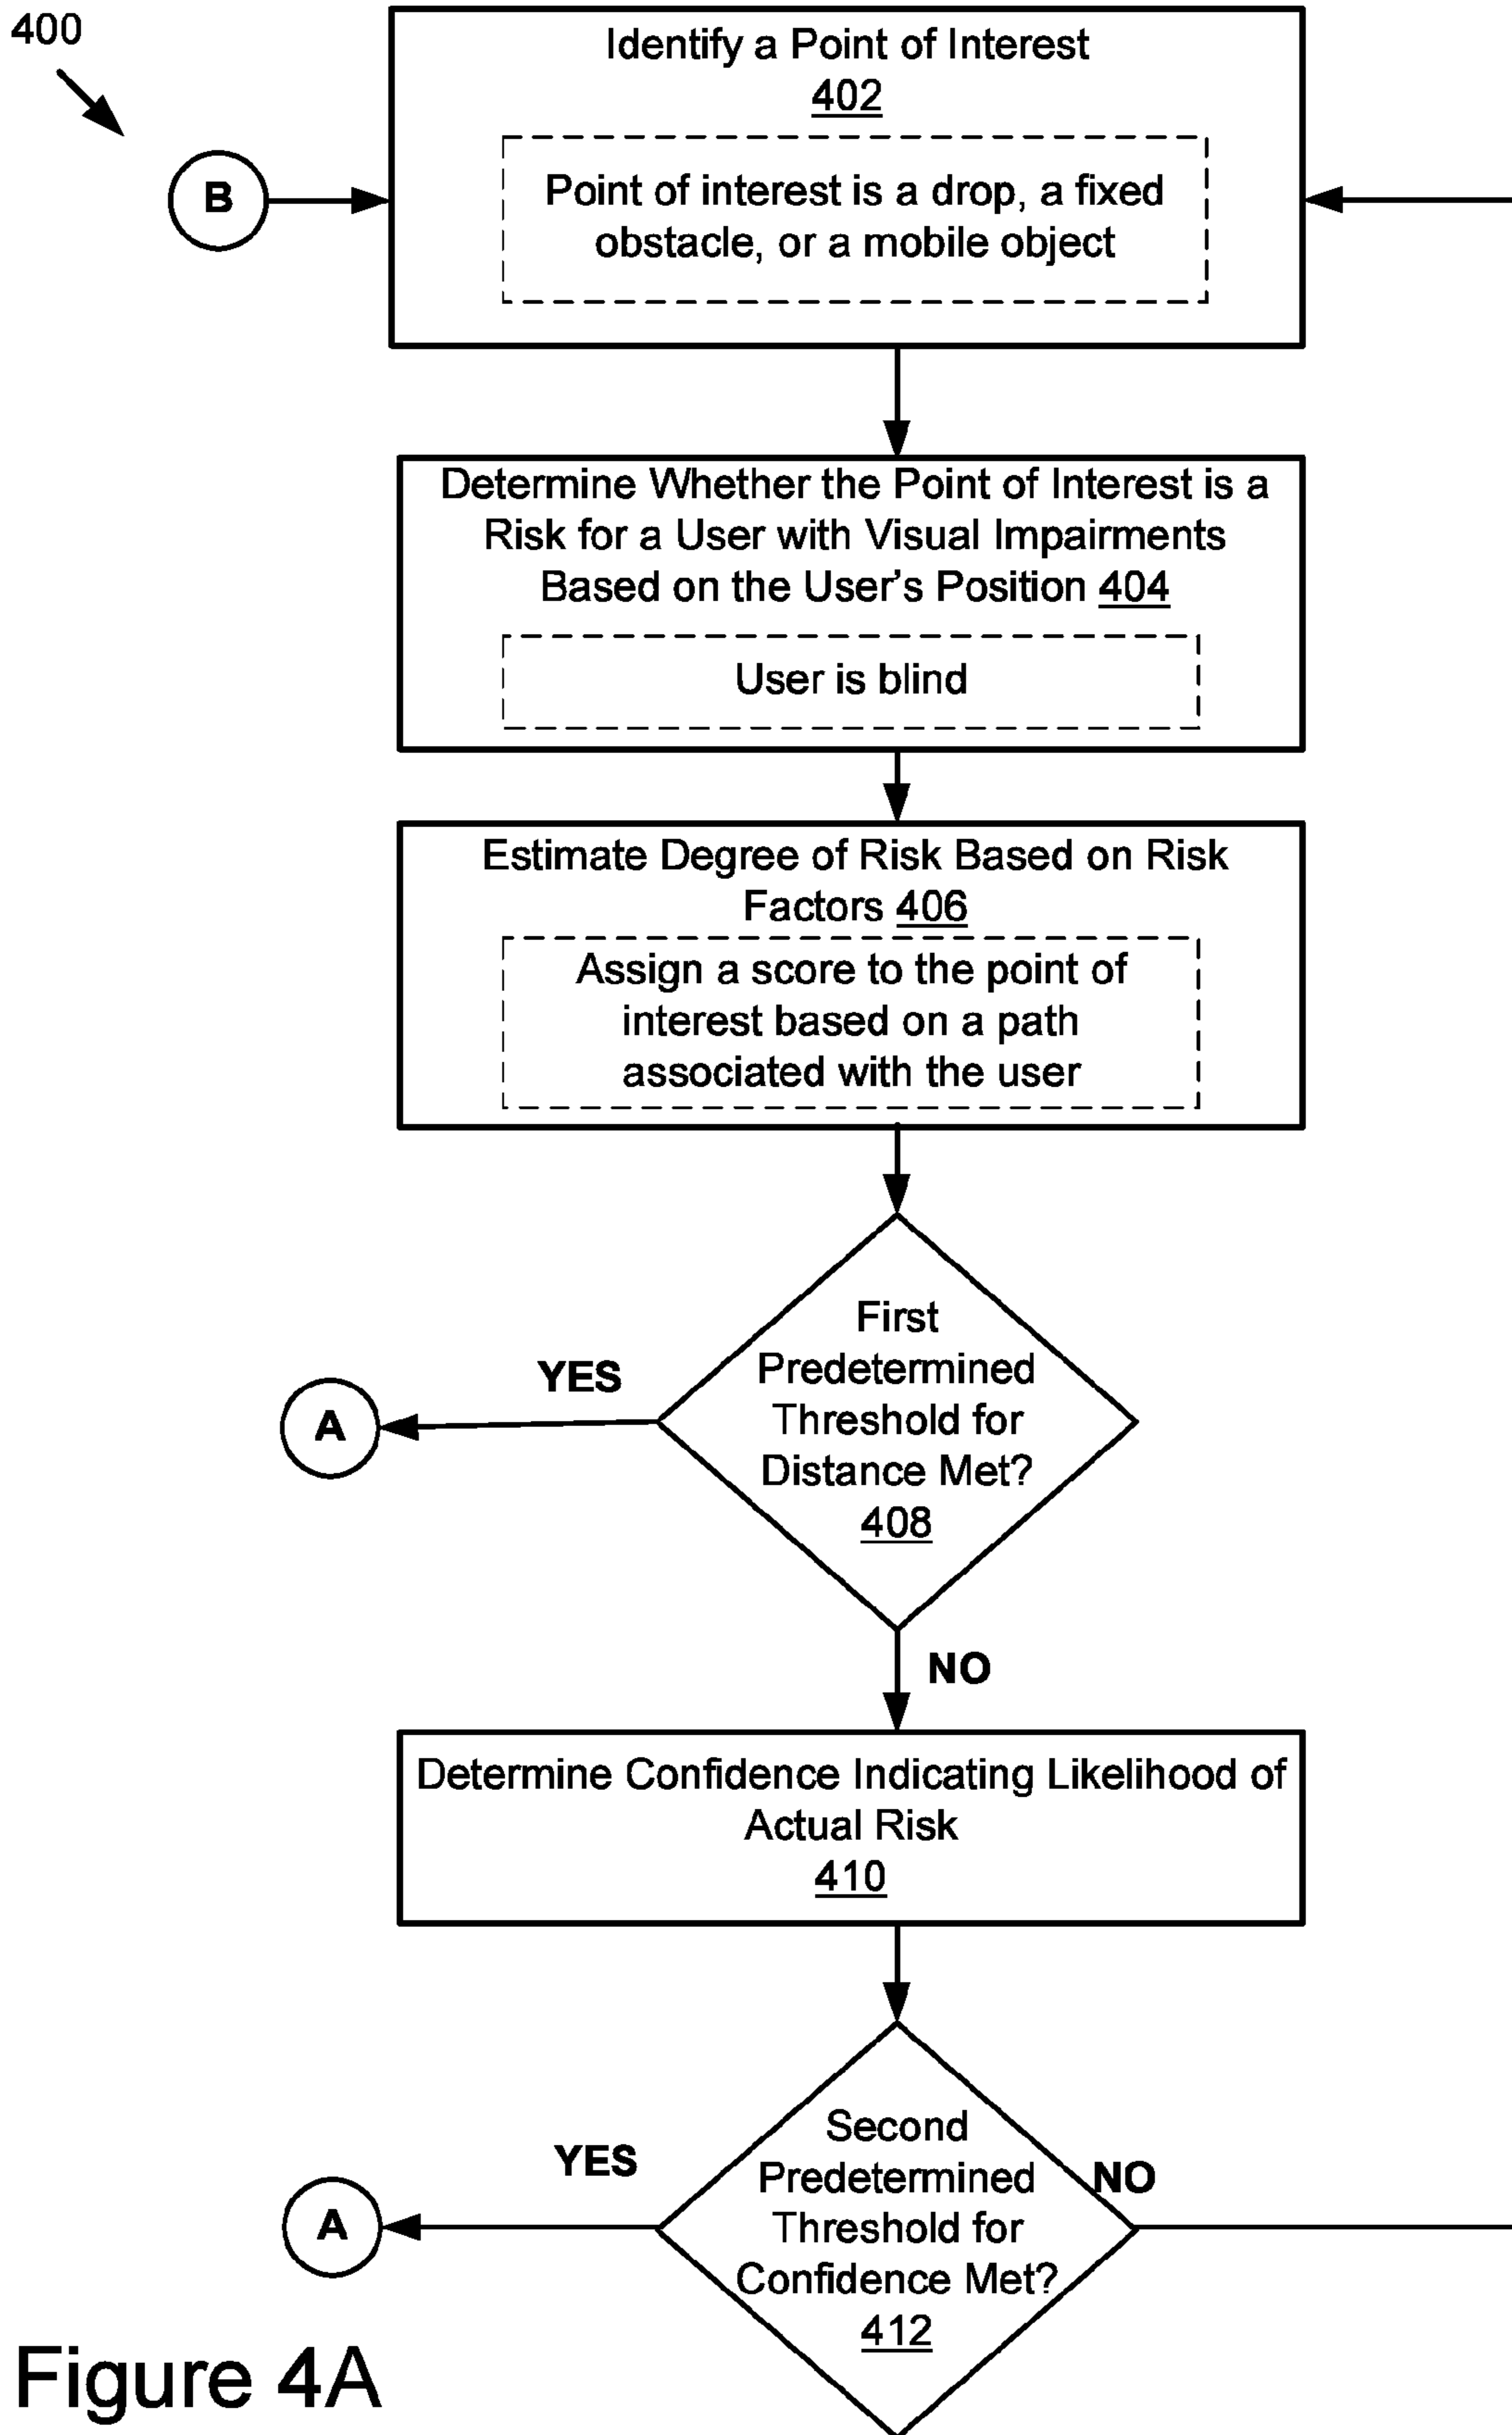 400
Identify a Point of Interest
402
Point of interest is a drop, a fixed
obstacle, or a mobile object
B
Determine Whether the Point of Interest is a
Risk for a User with Visual Impairments
Based on the User’s Position 404
User is blind
Estimate Degree of Risk Based on Risk
Factors 406
Assign a score to the point of
interest based on a path
associated with the user
First
Predetermined
Threshold for
Distance Met?
408
YES
A
NO
Determine Confidence Indicating Likelihood of
Actual Risk
410
Second
Predetermined
Threshold for
Confidence Met?
412
YES
NO
A
Figure 4A